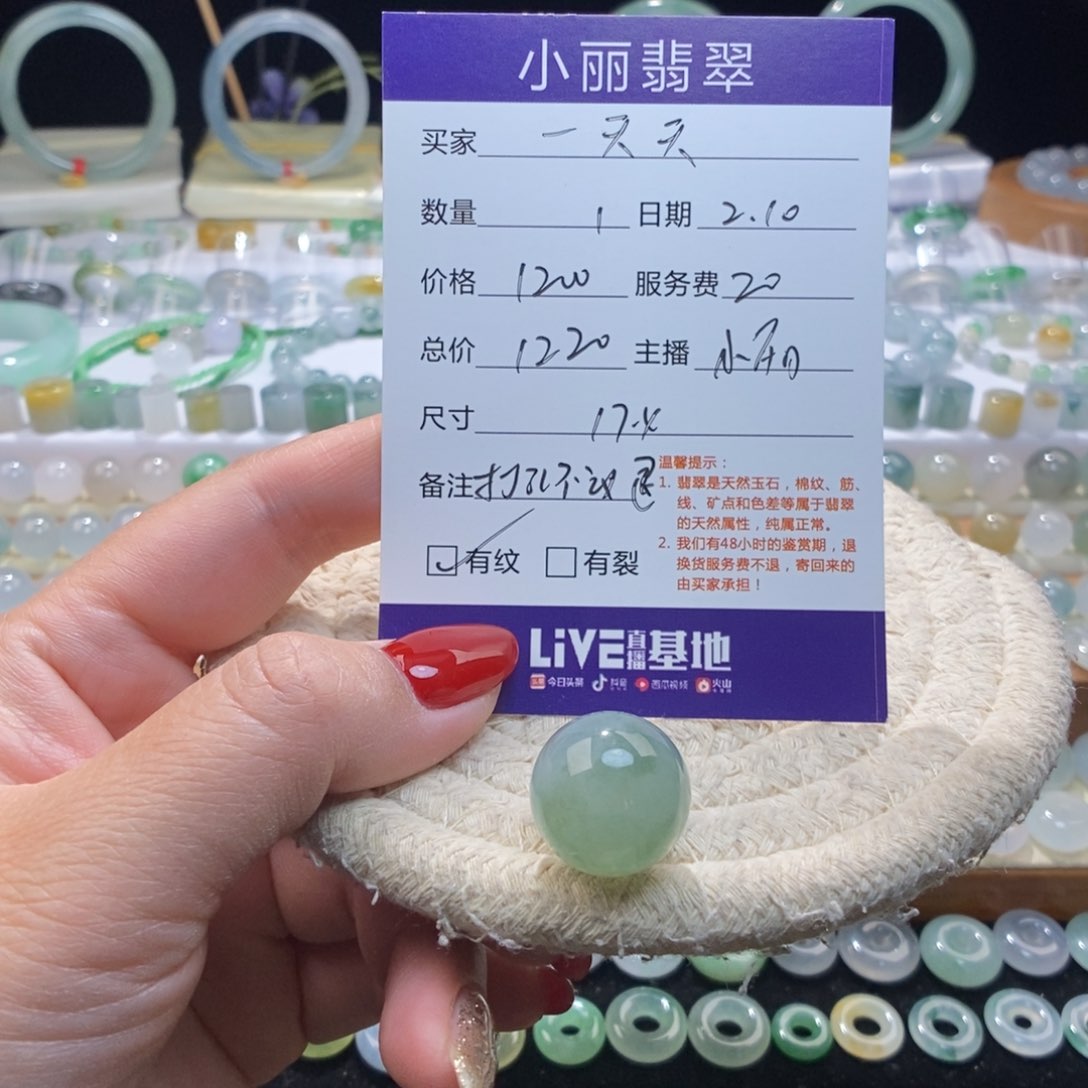 小丽翡翠
买家 一天天
数量 1 日期 2.10
价格 1200 服务费 20
总价 1220 主播 小丽
尺寸 17.4
备注 打孔不议退
温馨提示：
1. 翡翠是天然玉石，棉纹、筋、
线、矿点和色差等属于翡翠
的天然属性，纯属正常。
有纹 有裂
2. 我们有48小时的鉴赏期，退
换货服务费不退，寄回来的
由买家承担！
LiVE直播基地
今日头条 抖音 西瓜视频 火山